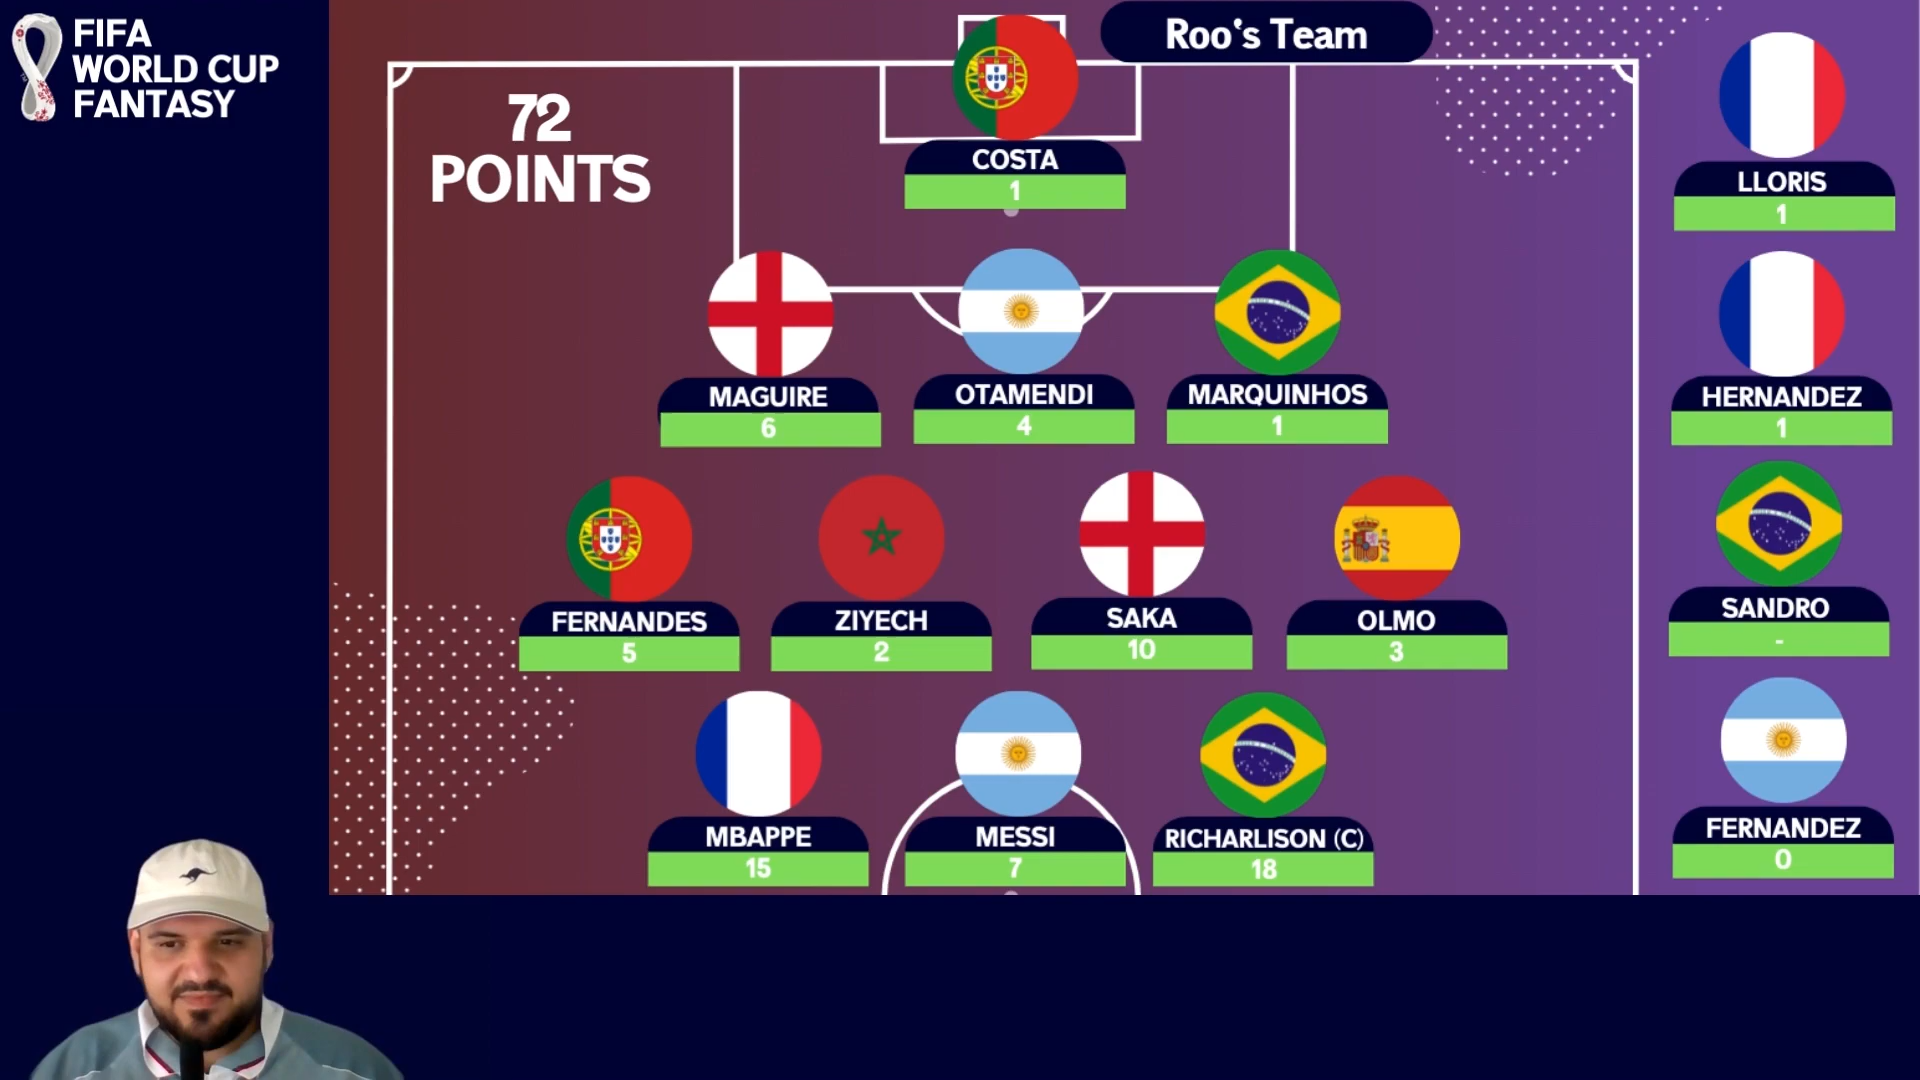 FIFA
WORLD CUP
FANTASY
Roo's Team
72
POINTS
COSTA
1
MAGUIRE
6
OTAMENDI
4
MARQUINHOS
1
FERNANDES
5
ZIYECH
2
SAKA
10
OLMO
3
MBAPPE
15
MESSI
7
RICHARLISON (C)
18
LLORIS
1
HERNANDEZ
1
SANDRO
-
FERNANDEZ
0